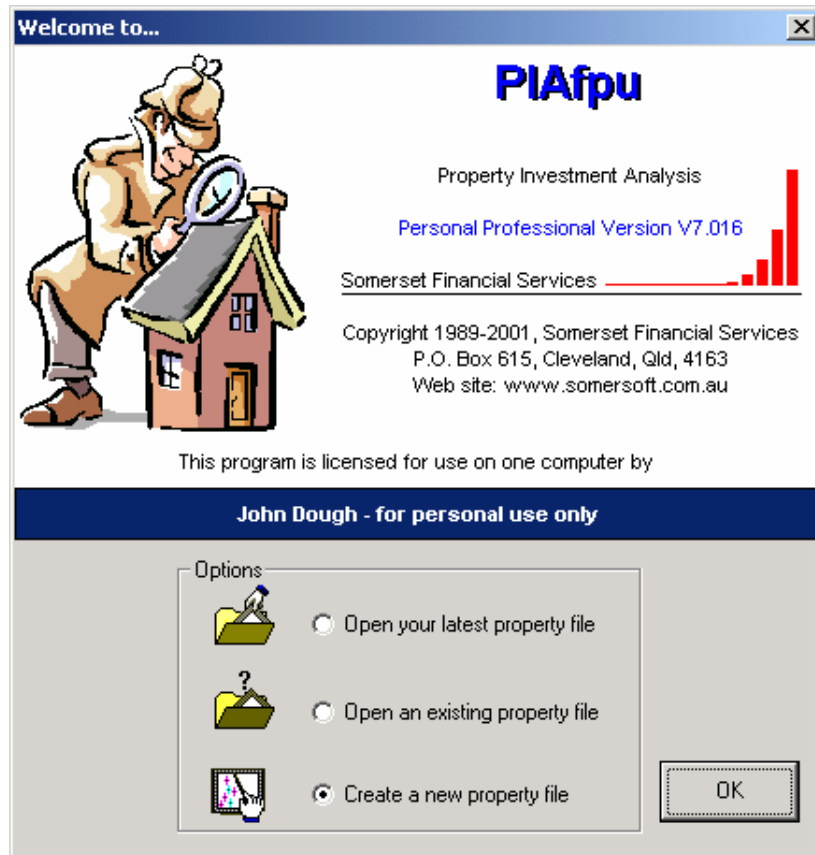 Welcome to...
PIAfpu
Property Investment Analysis
Personal Professional Version V7.016
Somerset Financial Services
Copyright 1989-2001, Somerset Financial Services
P.O. Box 615, Cleveland, Qld, 4163
Web site: www.somersoft.com.au
This program is licensed for use on one computer by
John Dough - for personal use only
Options
Open your latest property file
?
Open an existing property file
Create a new property file
OK